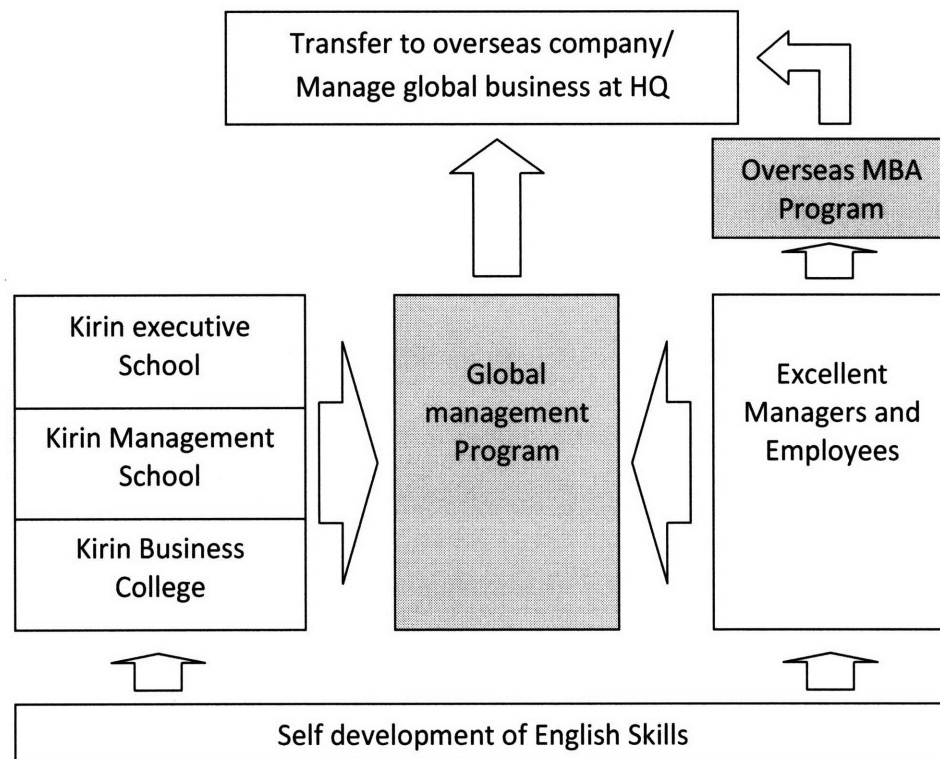 Transfer to overseas company/
Manage global business at HQ
Overseas MBA
Program
Kirin executive
School
Kirin Management
School
Kirin Business
College
Global
management
Program
Excellent
Managers and
Employees
Self development of English Skills